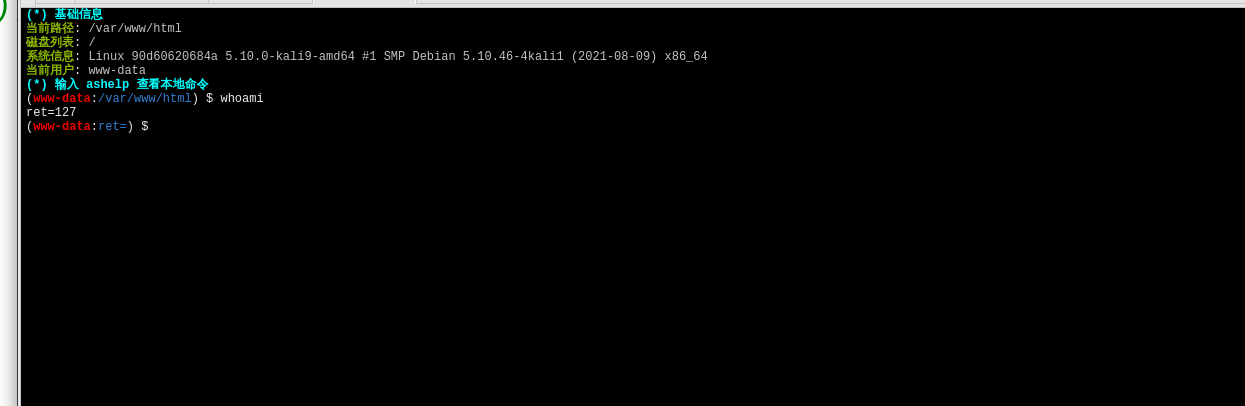 (*) 基础信息
当前路径: /var/www/html
磁盘列表: /
系统信息: Linux 90d60620684a 5.10.0-kali9-amd64 #1 SMP Debian 5.10.46-4kali1 (2021-08-09) x86_64
当前用户: www-data
(*) 输入 ashelp 查看本地命令
(www-data:/var/www/html) $ whoami
ret=127
(www-data:ret=) $